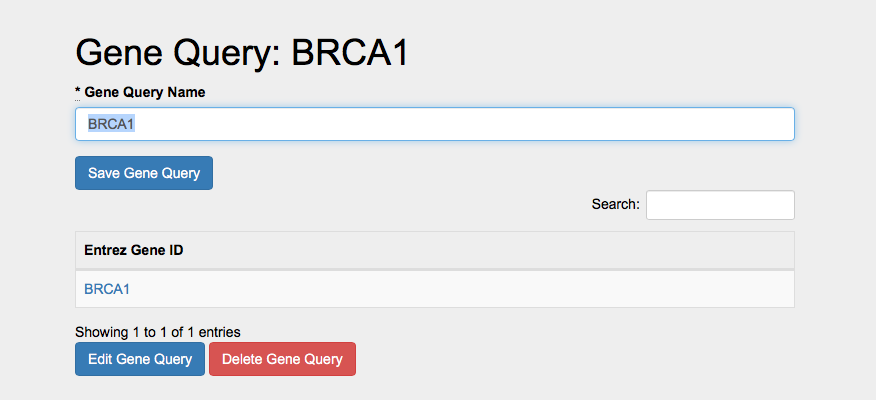 Gene Query: BRCA1
* Gene Query Name
BRCA1
Save Gene Query
Search:
Entrez Gene ID
BRCA1
Showing 1 to 1 of 1 entries
Edit Gene Query Delete Gene Query